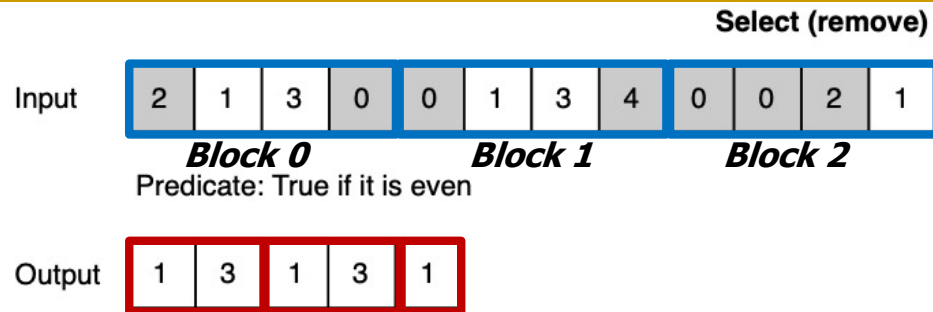 Select (remove)
Input 2 1 3 0 0 1 3 4 0 0 2 1
Block 0 Block 1 Block 2
Predicate: True if it is even
Output 1 3 1 3 1